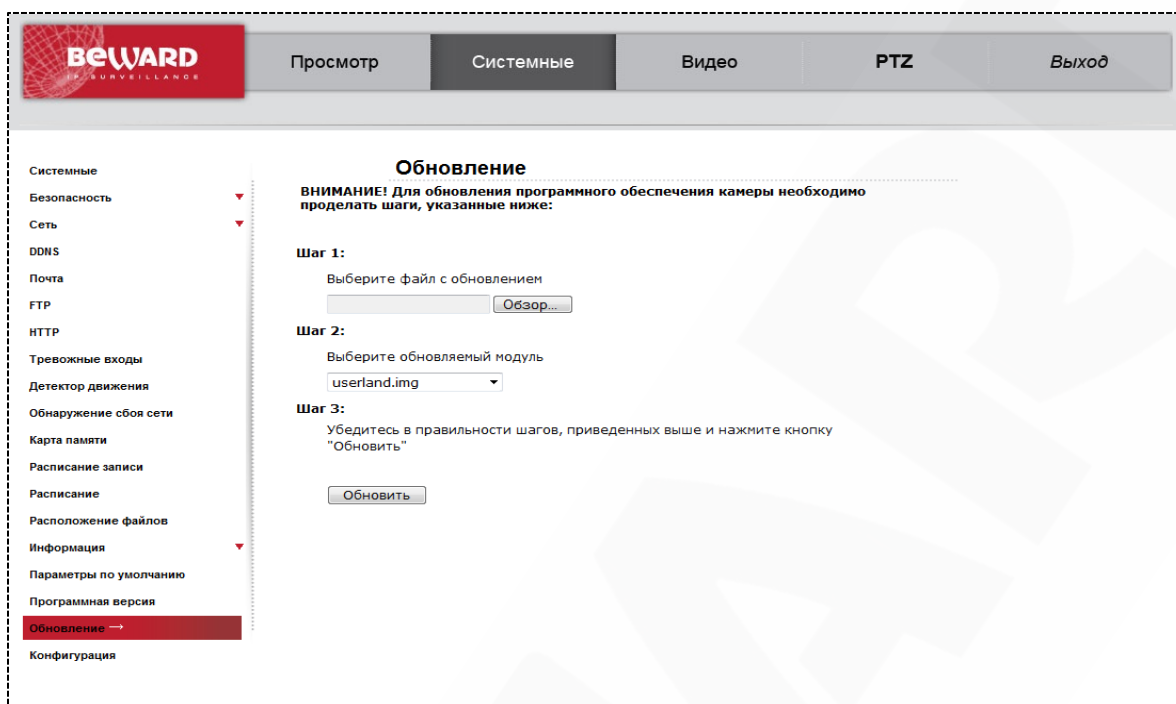 BEWARD
IP SURVEILLANCE
Просмотр
Системные
Видео
PTZ
Выход
Системные
Безопасность
Сеть
DDNS
Почта
FTP
HTTP
Тревожные входы
Детектор движения
Обнаружение сбоя сети
Карта памяти
Расписание записи
Расписание
Расположение файлов
Информация
Параметры по умолчанию
Программная версия
Обновление →
Конфигурация
Обновление
ВНИМАНИЕ! Для обновления программного обеспечения камеры необходимо
проделать шаги, указанные ниже:
Шаг 1:
Выберите файл с обновлением
Обзор...
Шаг 2:
Выберите обновляемый модуль
userland.img
Шаг 3:
Убедитесь в правильности шагов, приведенных выше и нажмите кнопку
"Обновить"
Обновить